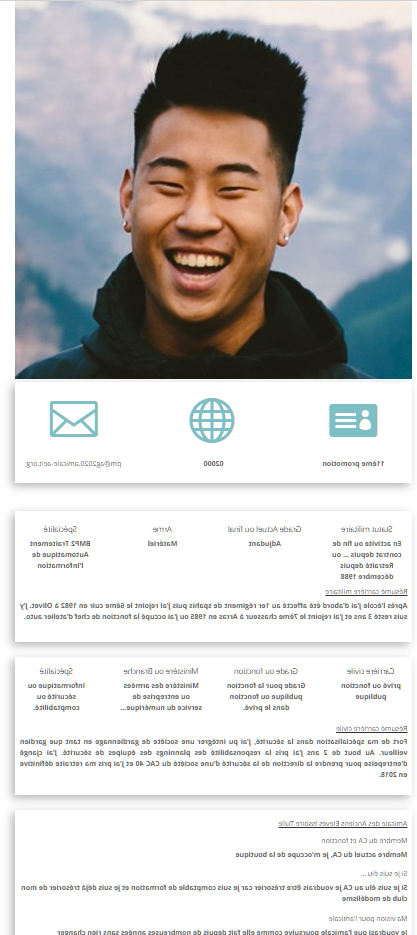 11ème promotion
02000
pm@ag2020.amicale-aeit.org
Statut militaire
En activité ou fin de
contrat depuis ... ou
Retraité depuis
décembre 1988
Grade Actuel ou final
Adjudant
Arme
Matériel
Spécialité
BMP2 Traitement
Automatique de
l'information
Résumé carrière militaire
Après l'école j'ai d'abord été affecté au 1er régiment de spahis puis j'ai rejoint le 6ème cuir en 1982 à Olivet. J'y
suis resté 3 ans et j'ai rejoint le 7ème chasseur à Arras en 1985 ou j'ai occupé la fonction de chef d'atelier auto.
Carrière civile
privé ou fonction
publique
Grade ou fonction
Grade pour la fonction
publique ou fonction
dans le privé.
Ministère ou Branche
Ministère des armées
ou entreprise de
service du numérique...
Spécialité
Informatique ou
sécurité ou
comptabilité.
Résumé carrière civile
Fort de ma spécialisation dans la sécurité, j'ai pu intégrer une société de gardiennage en tant que gardien
veilleur. Au bout de 2 ans j'ai pris la responsabilité des plannings des équipes de sécurité. J'ai
d'entrepoise pour prendre la direction de la sécurité d'une société du CAC 40 et j'ai pris ma retraite définitive
en 2018.
Amicale des Anciens Eleves Issoire Tulle
Membre du CA et fonction
Membre actuel du CA, je m'occupe de la boutique
Si je suis élu ...
Si je suis élu au CA je voudrais être trésorier car je suis comptable de formation et je suis déjà trésorier de mon
club de modélisme
Ma vision pour l'amicale
Je voudrais que l'amicale poursuive comme elle fait depuis de nombreuses années sans rien changer